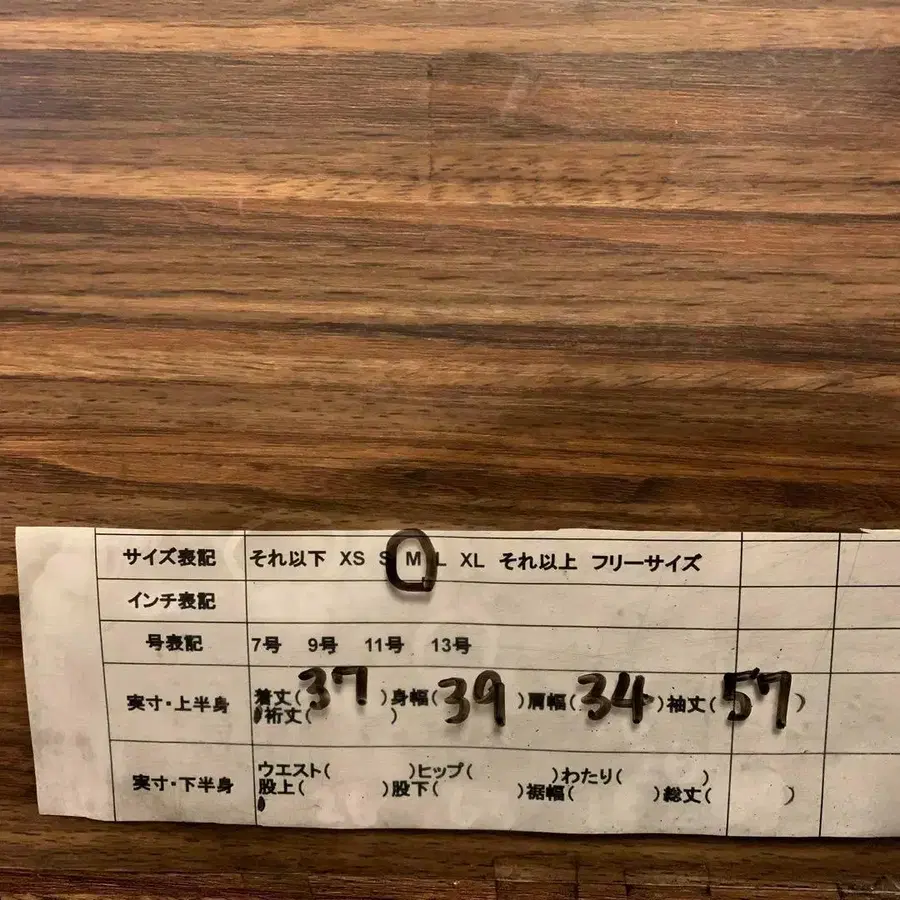 サイズ表記 それ以下 XS S M L XL それ以上 フリーサイズ
インチ表記
号表記 7号 9号 11号 13号
実寸・上半身 着丈(37)身幅(39)肩幅(34)袖丈(57)
裄丈( )
実寸・下半身 ウエスト( )ヒップ( )わたり( )
股上( )股下( )裾幅( )総丈( )